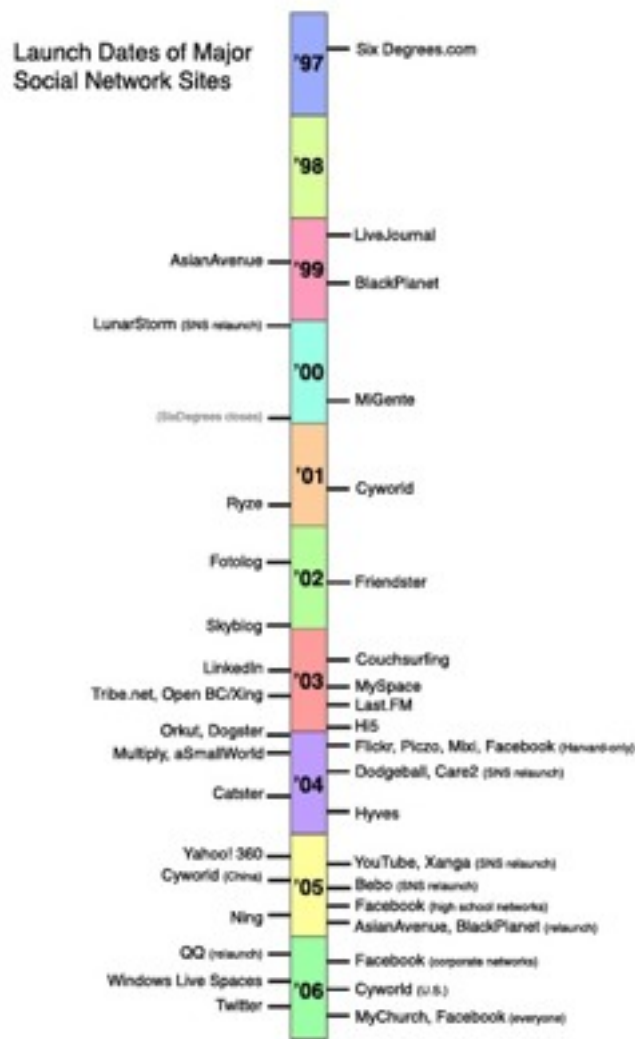 Launch Dates of Major
Social Network Sites
'97
Six Degrees.com
'98
LiveJournal
AsianAvenue
'99
BlackPlanet
LunarStorm (SNS relaunch)
'00
MiGente
(SixDegrees closes)
'01
Cyworld
Ryze
Fotolog
'02
Friendster
Skyblog
Couchsurfing
LinkedIn
'03
MySpace
Tribe.net, Open BC/Xing
Last.FM
Hi5
Orkut, Dogster
Flickr, Piczo, Mixi, Facebook (Harvard-only)
Multiply, aSmallWorld
Dodgeball, Care2 (SNS relaunch)
'04
Catster
Hyves
Yahoo! 360
YouTube, Xanga (SNS relaunch)
Cyworld (China)
'05
Bebo (SNS relaunch)
Facebook (high school networks)
Ning
AsianAvenue, BlackPlanet (relaunch)
QQ (relaunch)
Facebook (corporate networks)
Windows Live Spaces
'06
Cyworld (U.S.)
Twitter
MyChurch, Facebook (everyone)